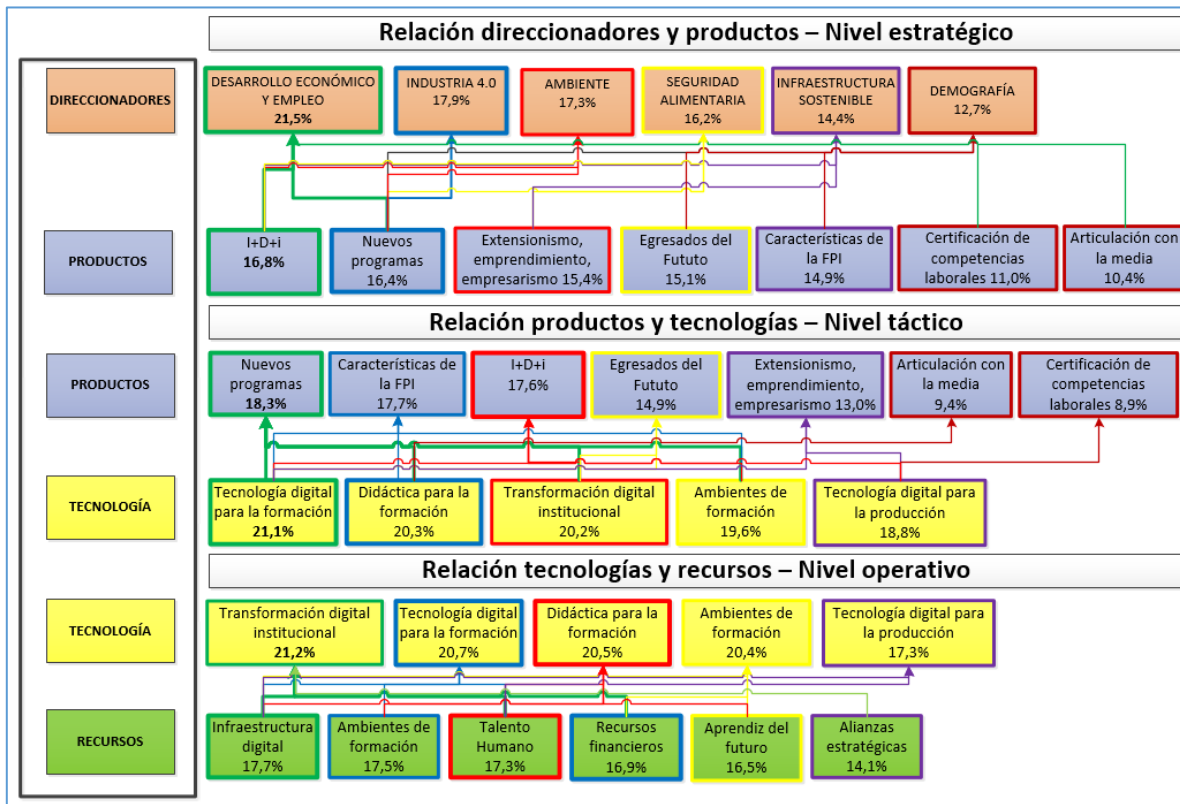 Relación direccionadores y productos – Nivel estratégico
DIRECCIONADORES
DESARROLLO ECONÓMICO
Y EMPLEO
21,5%
INDUSTRIA 4.0
17,9%
AMBIENTE
17,3%
SEGURIDAD
ALIMENTARIA
16,2%
INFRAESTRUCTURA
SOSTENIBLE
14,4%
DEMOGRAFÍA
12,7%
PRODUCTOS
I+D+i
16,8%
Nuevos
programas
16,4%
Extensionismo,
emprendimiento,
empresarismo 15,4%
Egresados del
Fututo
15,1%
Características de
la FPI
14,9%
Certificación de
competencias
laborales 11,0%
Articulación con
la media
10,4%
Relación productos y tecnologías – Nivel táctico
PRODUCTOS
Nuevos
programas
18,3%
Características de
la FPI
17,7%
I+D+i
17,6%
Egresados del
Fututo
14,9%
Extensionismo,
emprendimiento,
empresarismo 13,0%
Articulación con
la media
9,4%
Certificación de
competencias
laborales 8,9%
TECNOLOGÍA
Tecnología digital
para la formación
21,1%
Didáctica para la
formación
20,3%
Transformación digital
institucional
20,2%
Ambientes de
formación
19,6%
Tecnología digital para
la producción
18,8%
Relación tecnologías y recursos – Nivel operativo
TECNOLOGÍA
Transformación digital
institucional
21,2%
Tecnología digital
para la formación
20,7%
Didáctica para la
formación
20,5%
Ambientes de
formación
20,4%
Tecnología digital para
la producción
17,3%
RECURSOS
Infraestructura
digital
17,7%
Ambientes de
formación
17,5%
Talento
Humano
17,3%
Recursos
financieros
16,9%
Aprendiz del
futuro
16,5%
Alianzas
estratégicas
14,1%